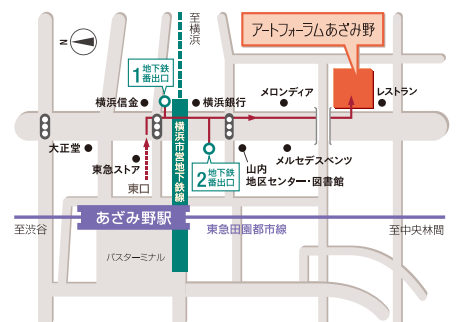 至横浜
アートフォーラムあざみ野
N
1 地下鉄
番出口
横浜信金
横浜銀行
メロンディア
レストラン
大正堂
東急ストア
東口
横浜市営地下鉄線
2 地下鉄
番出口
山内
地区センター・図書館
メルセデスベンツ
あざみ野駅
至渋谷
東急田園都市線
至中央林間
バスターミナル